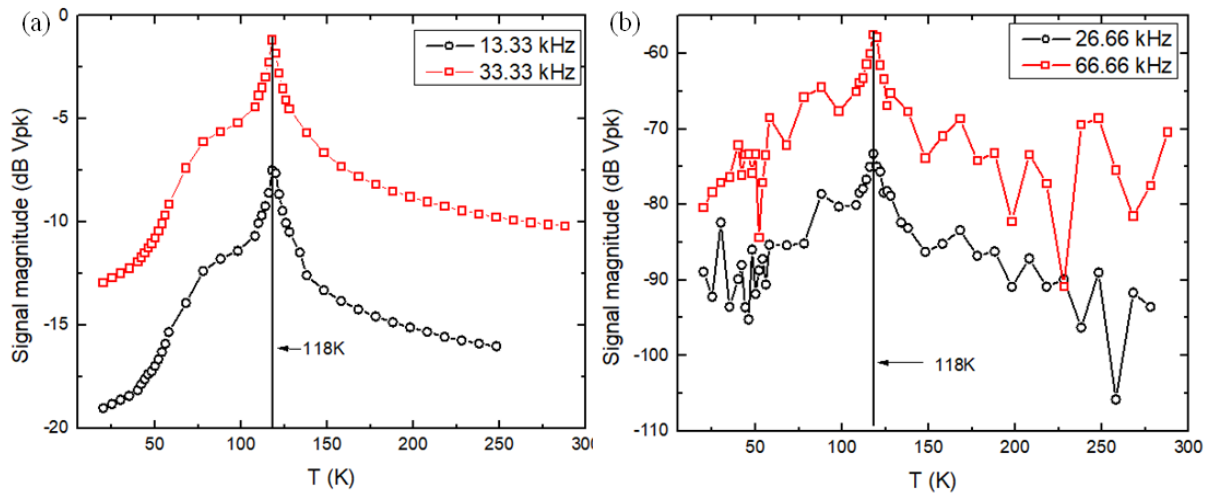 (a)
13.33 kHz
33.33 kHz
Signal magnitude (dB Vpk)
0
-5
-10
-15
-20
118K
50
100
150
200
250
300
T (K)
(b)
26.66 kHz
66.66 kHz
Signal magnitude (dB Vpk)
-60
-70
-80
-90
-100
-110
118K
50
100
150
200
250
300
T (K)